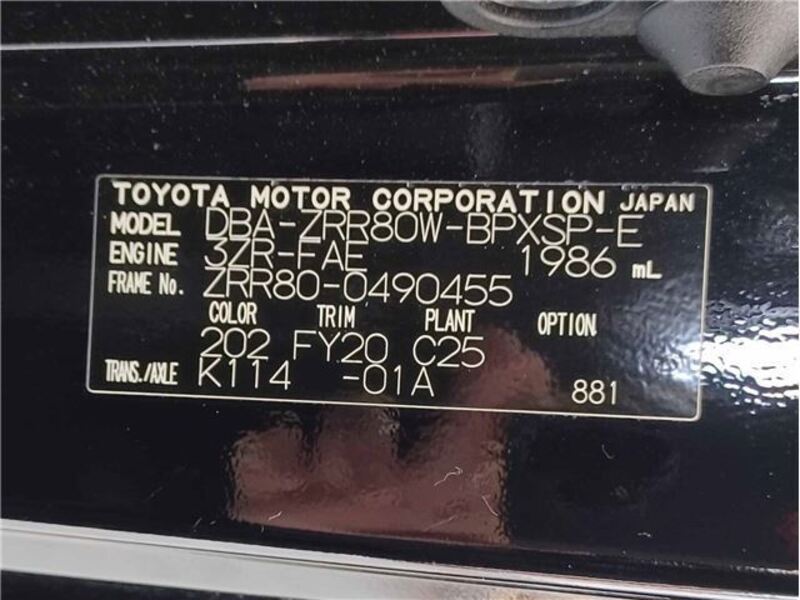 TOYOTA MOTOR CORPORATION JAPAN
MODEL DBA-ZRR80W-BPXSP-E
ENGINE 3ZR-FAE 1986 mL
FRAME No. ZRR80-0490455
COLOR TRIM PLANT OPTION
202 FY20 C25
TRANS./AXLE K114 -01A 881